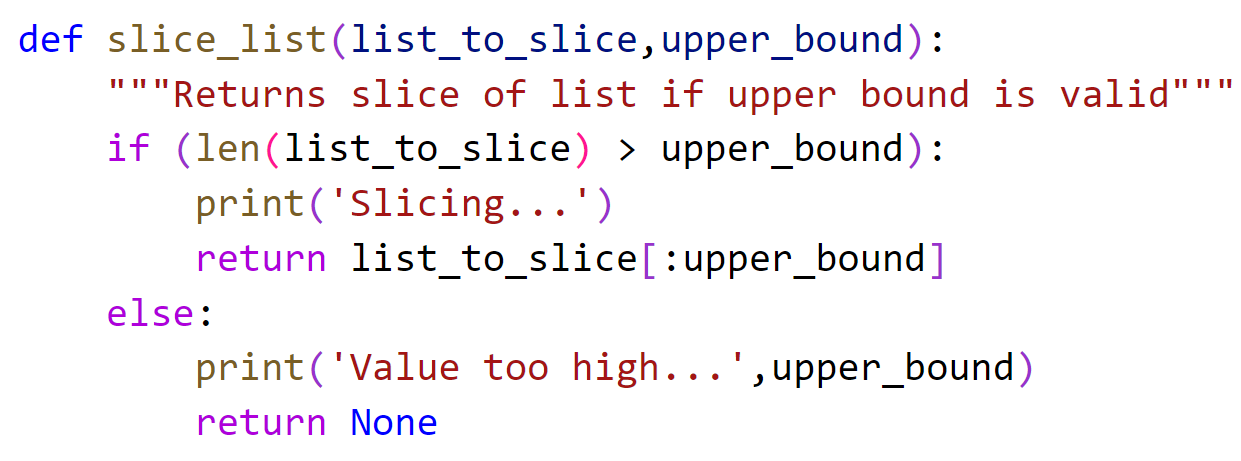 def slice_list(list_to_slice,upper_bound):
    """Returns slice of list if upper bound is valid"""
    if (len(list_to_slice) > upper_bound):
        print('Slicing...')
        return list_to_slice[:upper_bound]
    else:
        print('Value too high...',upper_bound)
        return None